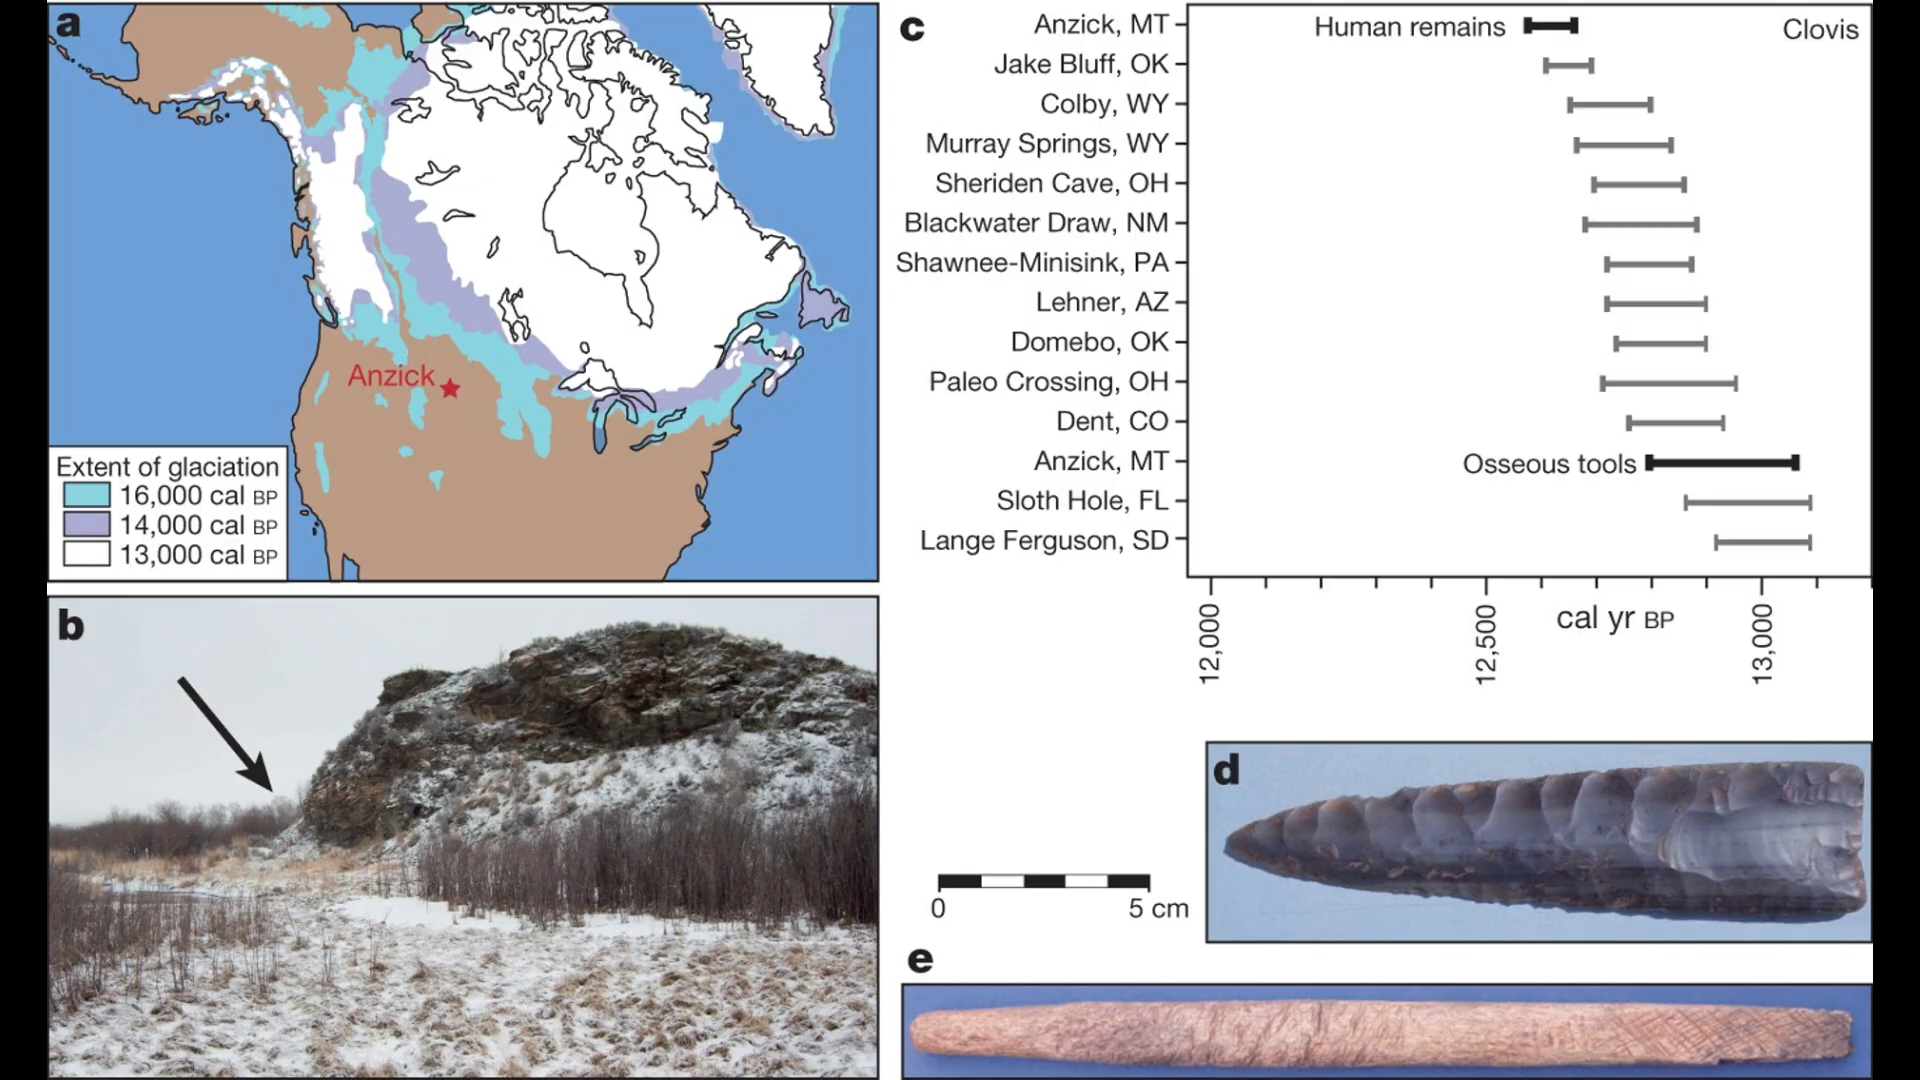 a
Anzick
Extent of glaciation
16,000 cal BP
14,000 cal BP
13,000 cal BP
b
c
Anzick, MT
Human remains
Clovis
Jake Bluff, OK
Colby, WY
Murray Springs, WY
Sheriden Cave, OH
Blackwater Draw, NM
Shawnee-Minisink, PA
Lehner, AZ
Domebo, OK
Paleo Crossing, OH
Dent, CO
Anzick, MT
Osseous tools
Sloth Hole, FL
Lange Ferguson, SD
12,000
12,500
13,000
cal yr BP
d
0 5 cm
e